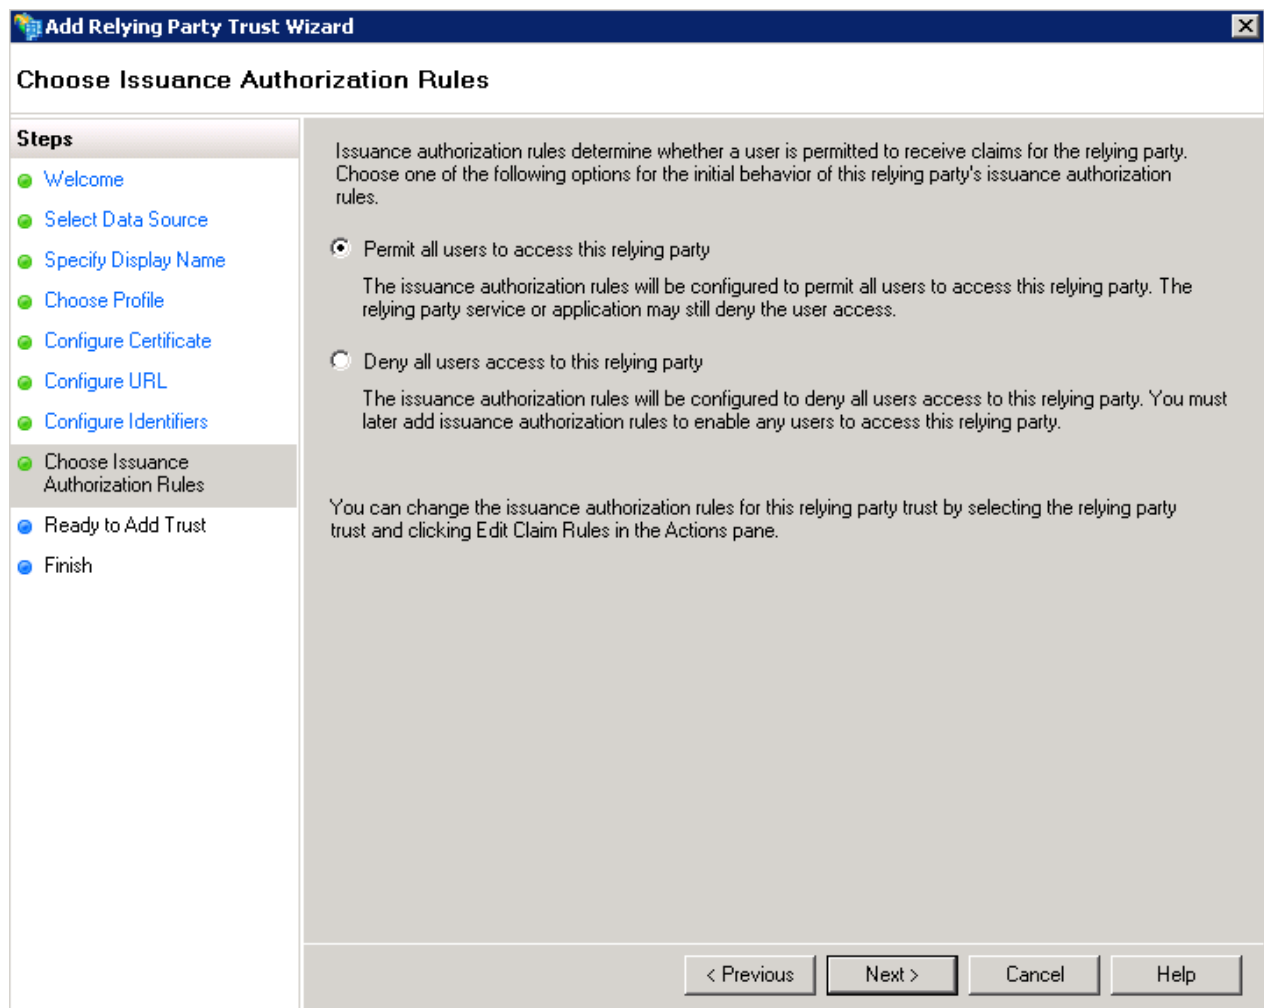 Add Relying Party Trust Wizard
Choose Issuance Authorization Rules
Steps
Welcome
Select Data Source
Specify Display Name
Choose Profile
Configure Certificate
Configure URL
Configure Identifiers
Choose Issuance
Authorization Rules
Ready to Add Trust
Finish
Issuance authorization rules determine whether a user is permitted to receive claims for the relying party.
Choose one of the following options for the initial behavior of this relying party's issuance authorization
rules.
Permit all users to access this relying party
The issuance authorization rules will be configured to permit all users to access this relying party. The
relying party service or application may still deny the user access.
Deny all users access to this relying party
The issuance authorization rules will be configured to deny all users access to this relying party. You must
later add issuance authorization rules to enable any users to access this relying party.
You can change the issuance authorization rules for this relying party trust by selecting the relying party
trust and clicking Edit Claim Rules in the Actions pane.
< Previous
Next >
Cancel
Help